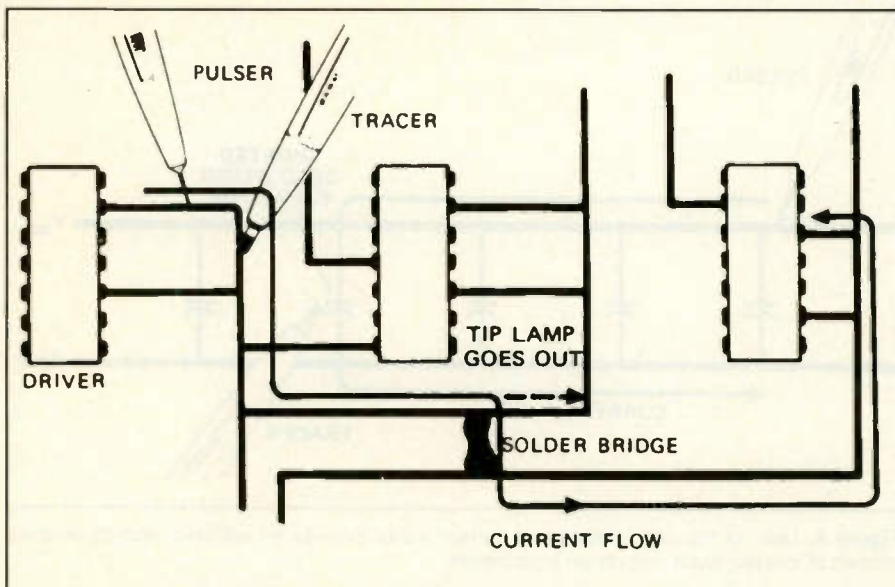 PULSER
TRACER
DRIVER
TIP LAMP
GOES OUT
SOLDER BRIDGE
CURRENT FLOW